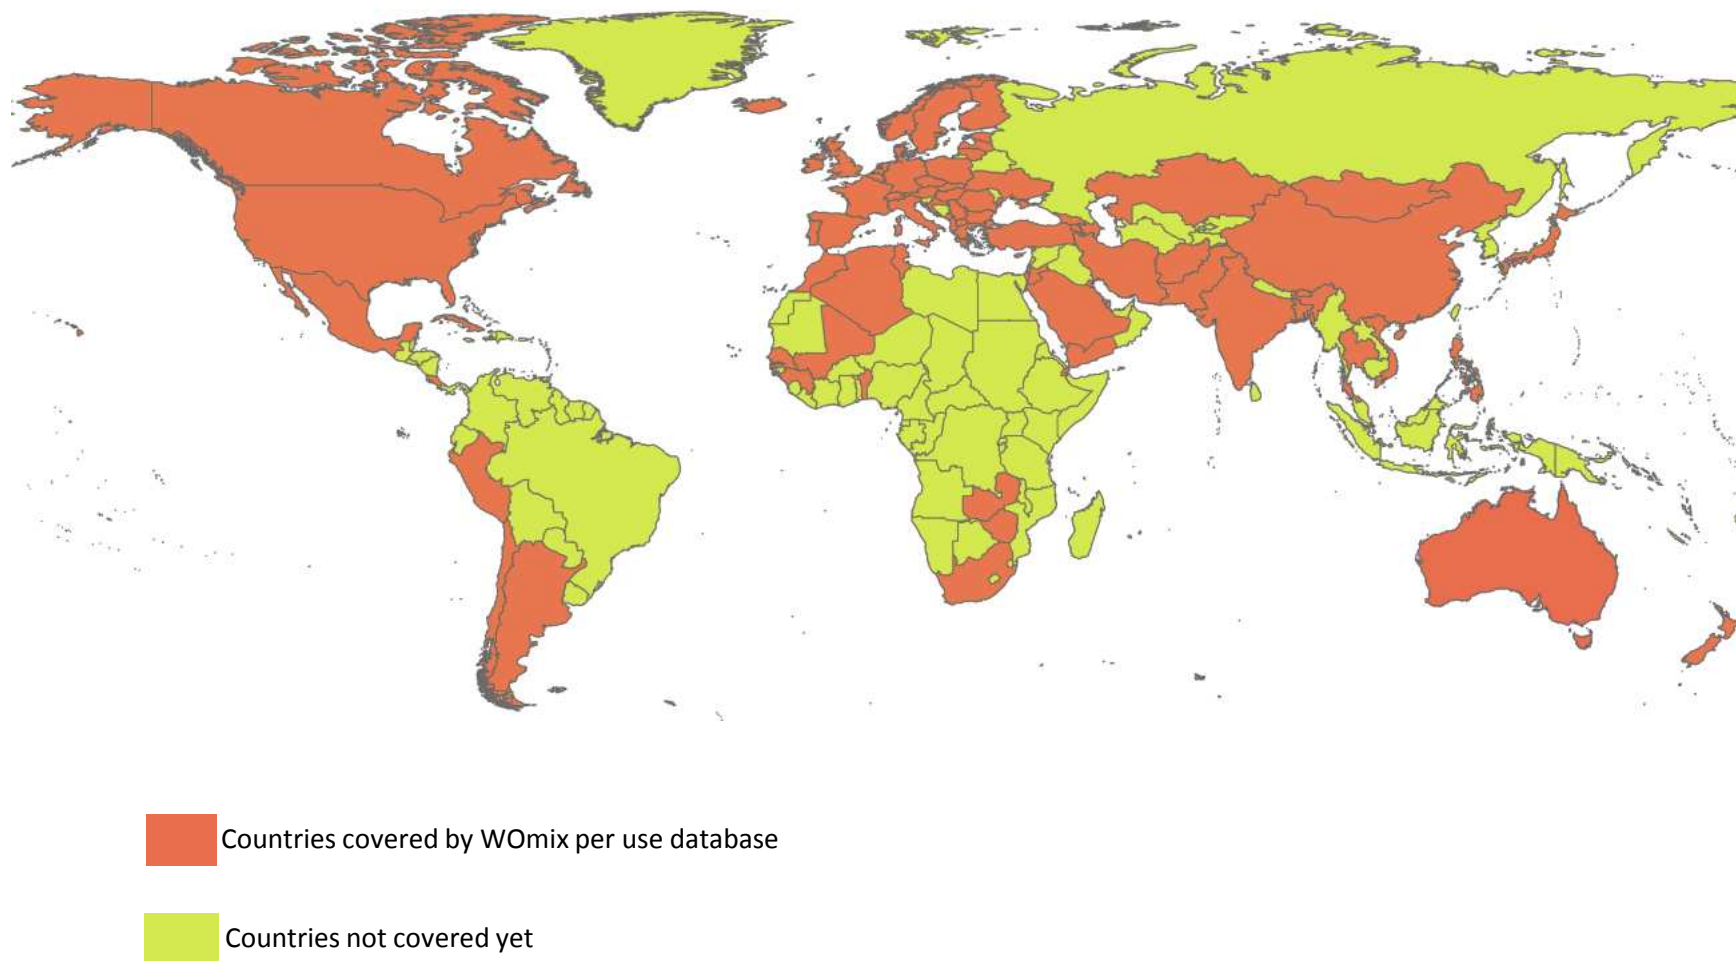 Countries covered by WOmix per use database
Countries not covered yet